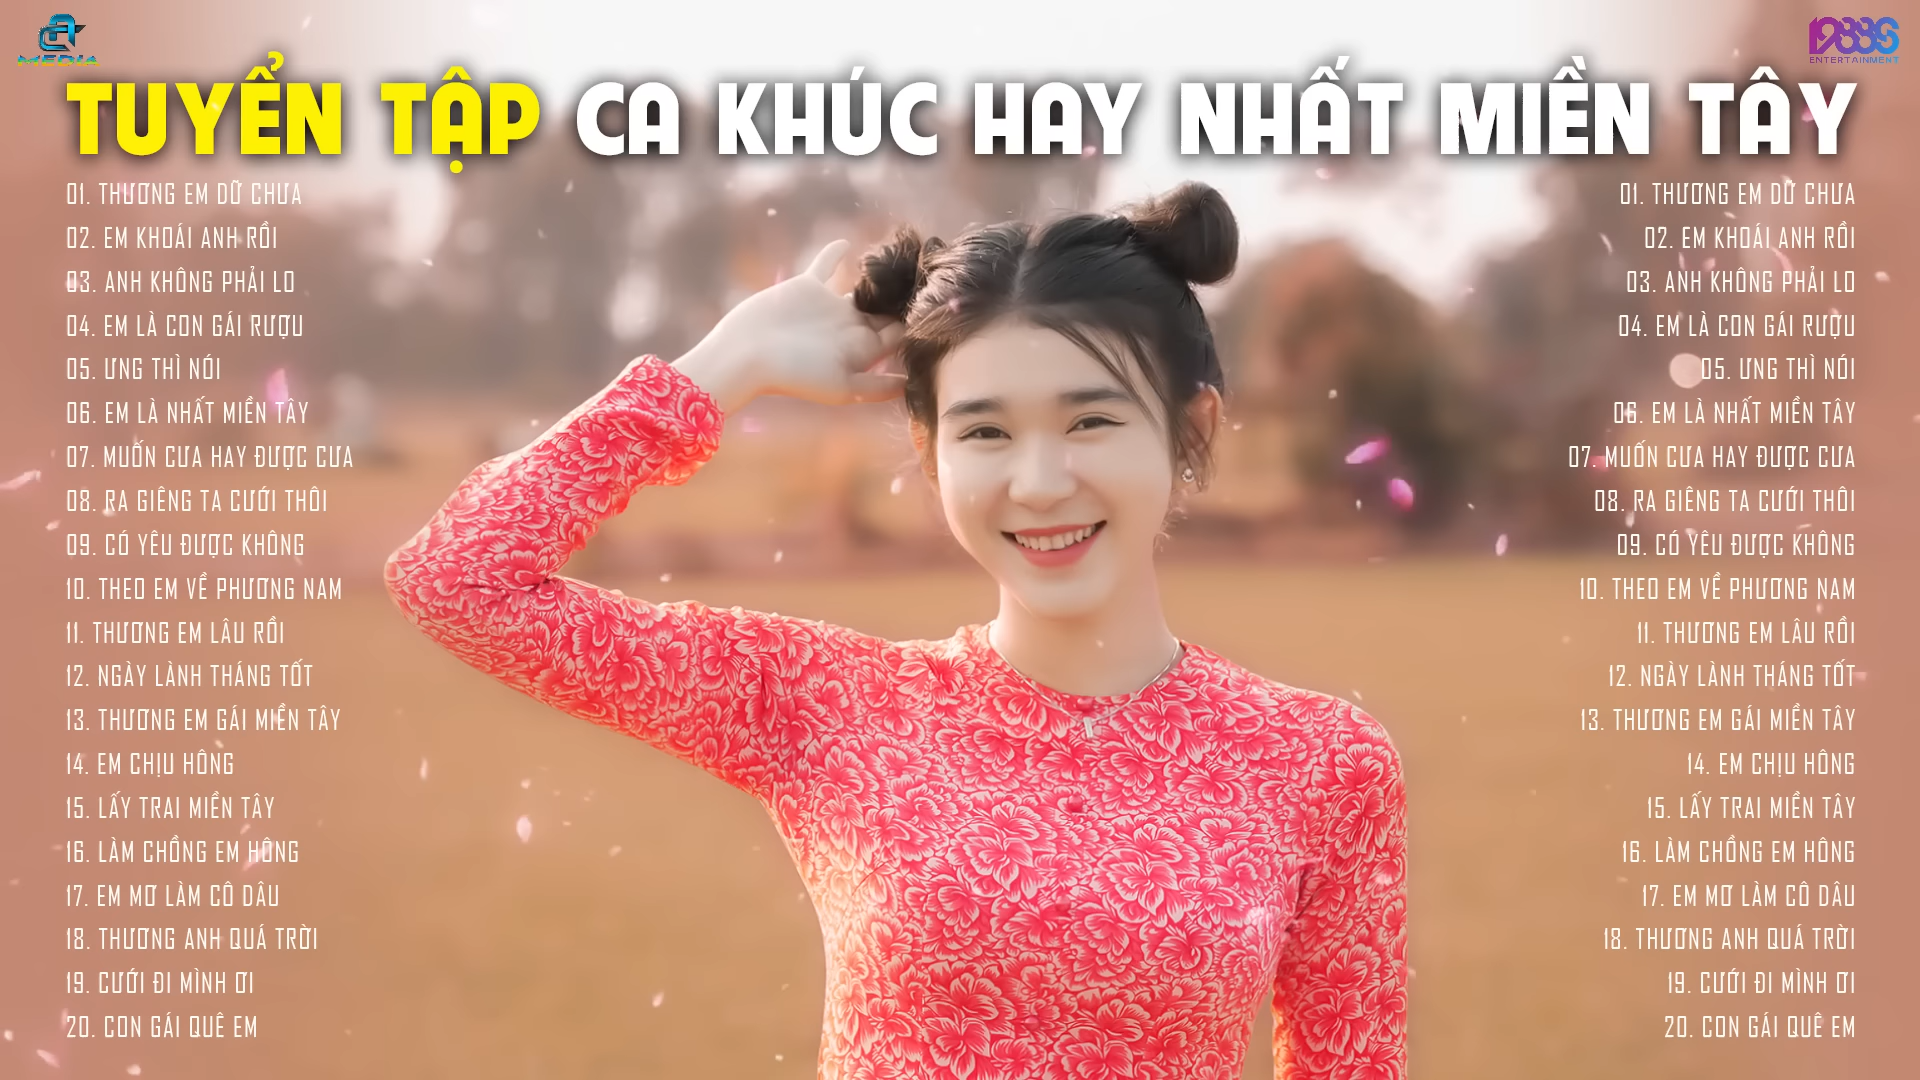 MEDIA
1988S
ENTERTAINMENT
TUYỂN TẬP CA KHÚC HAY NHẤT MIỀN TÂY
01. THƯƠNG EM DỮ CHƯA
02. EM KHOÁI ANH RỒI
03. ANH KHÔNG PHẢI LO
04. EM LÀ CON GÁI RƯỢU
05. ƯNG THÌ NÓI
06. EM LÀ NHẤT MIỀN TÂY
07. MUỐN CƯA HAY ĐƯỢC CƯA
08. RA GIÊNG TA CƯỚI THÔI
09. CÓ YÊU ĐƯỢC KHÔNG
10. THEO EM VỀ PHƯƠNG NAM
11. THƯƠNG EM LÂU RỒI
12. NGÀY LÀNH THÁNG TỐT
13. THƯƠNG EM GÁI MIỀN TÂY
14. EM CHỊU HÔNG
15. LẤY TRAI MIỀN TÂY
16. LÀM CHỒNG EM HÔNG
17. EM MƠ LÀM CÔ DÂU
18. THƯƠNG ANH QUÁ TRỜI
19. CƯỚI ĐI MÌNH ƠI
20. CON GÁI QUÊ EM
01. THƯƠNG EM DỮ CHƯA
02. EM KHOÁI ANH RỒI
03. ANH KHÔNG PHẢI LO
04. EM LÀ CON GÁI RƯỢU
05. ƯNG THÌ NÓI
06. EM LÀ NHẤT MIỀN TÂY
07. MUỐN CƯA HAY ĐƯỢC CƯA
08. RA GIÊNG TA CƯỚI THÔI
09. CÓ YÊU ĐƯỢC KHÔNG
10. THEO EM VỀ PHƯƠNG NAM
11. THƯƠNG EM LÂU RỒI
12. NGÀY LÀNH THÁNG TỐT
13. THƯƠNG EM GÁI MIỀN TÂY
14. EM CHỊU HÔNG
15. LẤY TRAI MIỀN TÂY
16. LÀM CHỒNG EM HÔNG
17. EM MƠ LÀM CÔ DÂU
18. THƯƠNG ANH QUÁ TRỜI
19. CƯỚI ĐI MÌNH ƠI
20. CON GÁI QUÊ EM